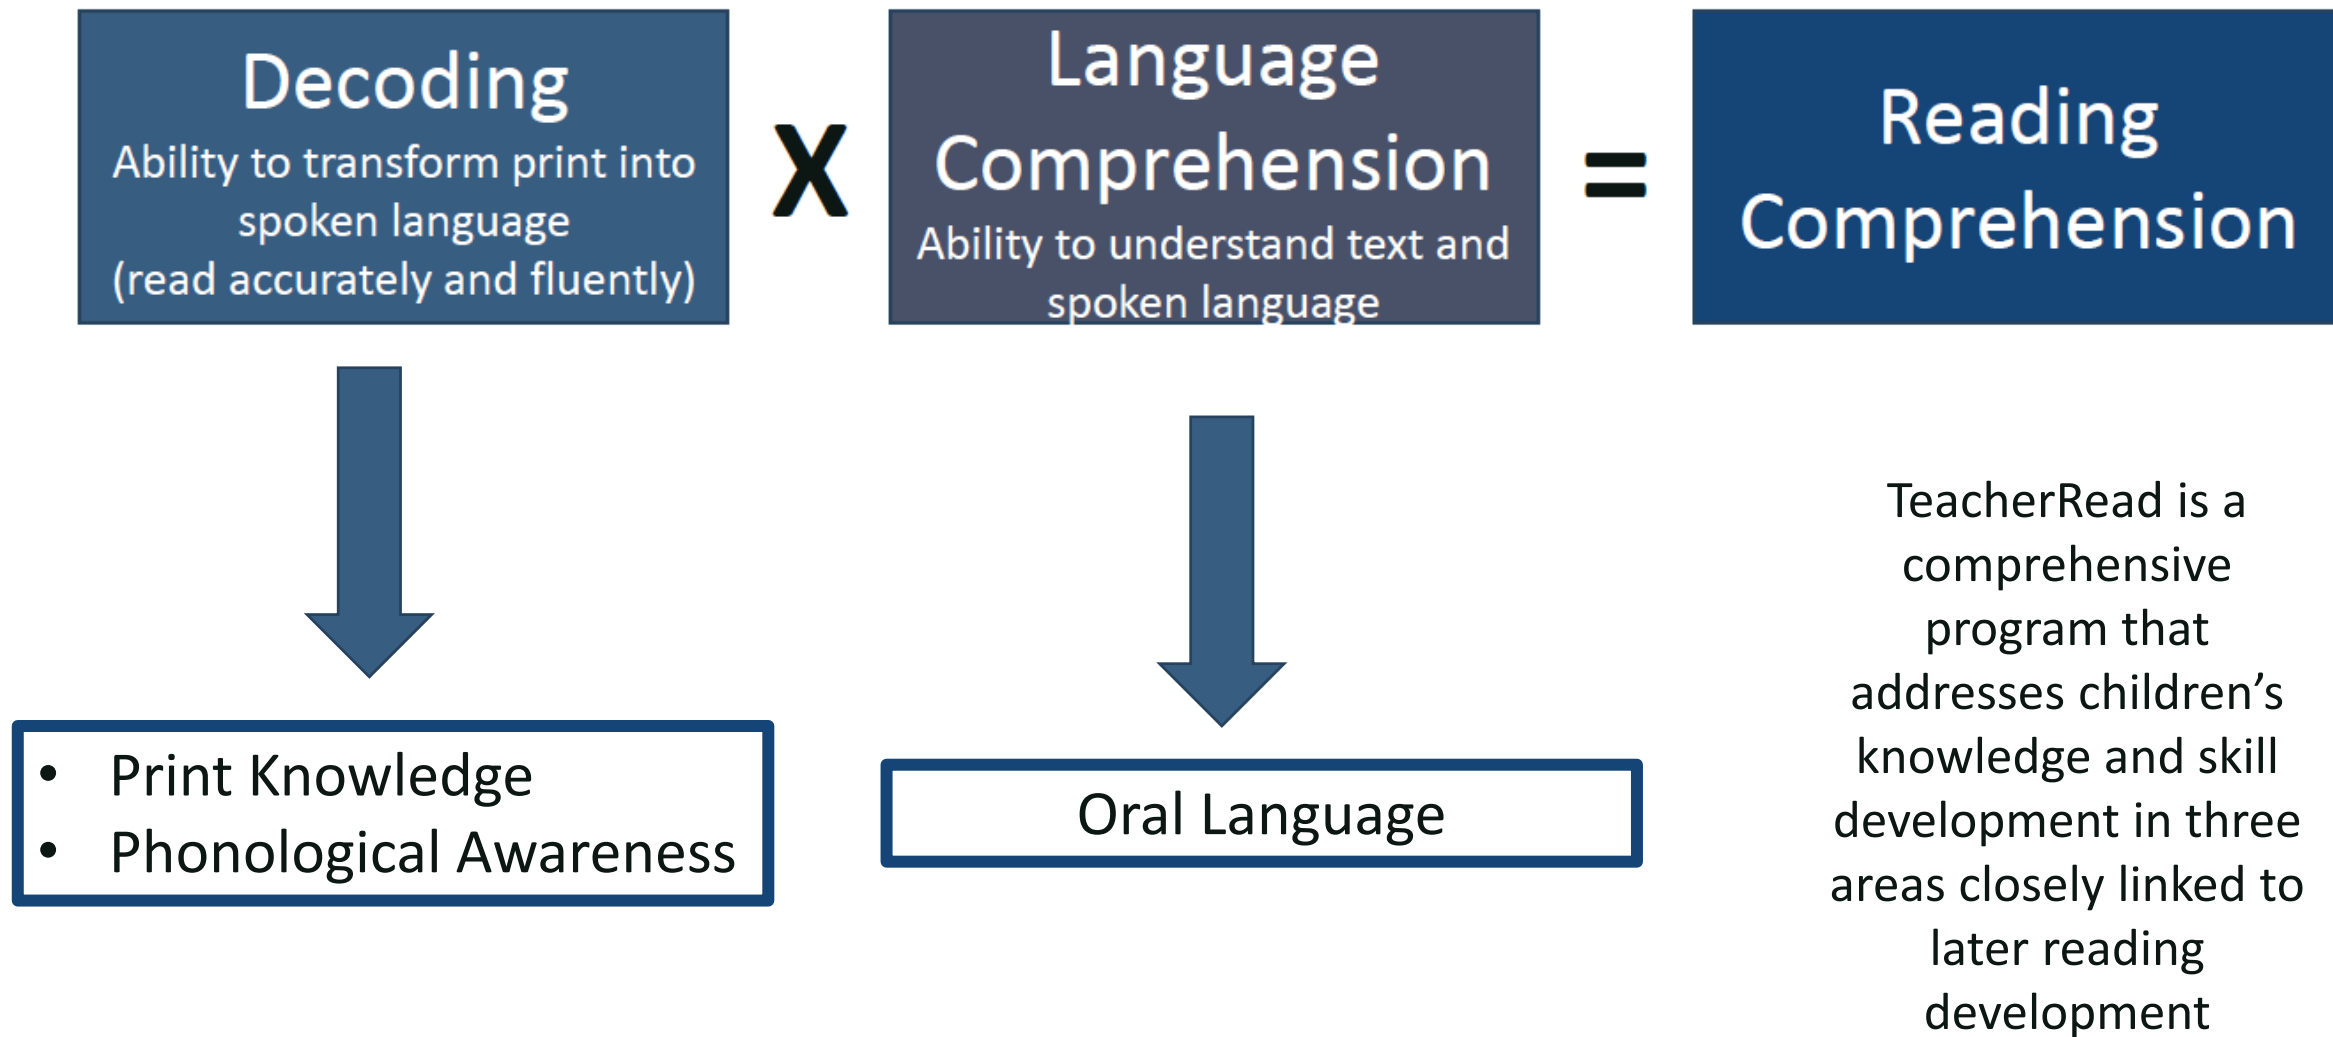 Decoding
Ability to transform print into
spoken language
(read accurately and fluently)
X
Language
Comprehension
Ability to understand text and
spoken language
=
Reading
Comprehension
• Print Knowledge
• Phonological Awareness
Oral Language
TeacherRead is a
comprehensive
program that
addresses children’s
knowledge and skill
development in three
areas closely linked to
later reading
development